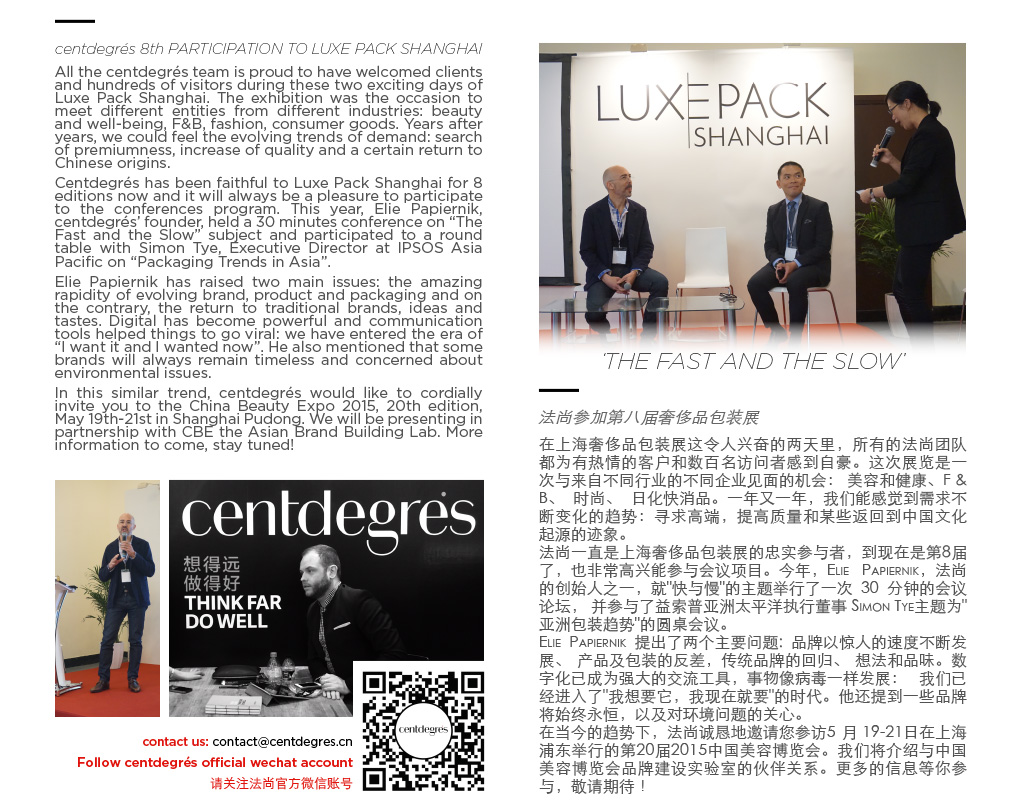 centdegrés 8th PARTICIPATION TO LUXE PACK SHANGHAI
All the centdegrés team is proud to have welcomed clients
and hundreds of visitors during these two exciting days of
Luxe Pack Shanghai. The exhibition was the occasion to
meet different entities from different industries: beauty
and well-being, F&B, fashion, consumer goods. Years after
years, we could feel the evolving trends of demand: search
of premiumness, increase of quality and a certain return to
Chinese origins.
Centdegrés has been faithful to Luxe Pack Shanghai for 8
editions now and it will always be a pleasure to participate
to the conferences program. This year, Elie Papiernik,
centdegrés' founder, held a 30 minutes conference on “The
Fast and the Slow” subject and participated to a round
table with Simon Tye, Executive Director at IPSOS Asia
Pacific on “Packaging Trends in Asia”.
Elie Papiernik has raised two main issues: the amazing
rapidity of evolving brand, product and packaging and on
the contrary, the return to traditional brands, ideas and
tastes. Digital has become powerful and communication
tools helped things to go viral: we have entered the era of
“I want it and I wanted now”. He also mentioned that some
brands will always remain timeless and concerned about
environmental issues.
In this similar trend, centdegrés would like to cordially
invite you to the China Beauty Expo 2015, 20th edition,
May 19th-21st in Shanghai Pudong. We will be presenting in
partnership with CBE the Asian Brand Building Lab. More
information to come, stay tuned!
centdegrés
想得远
做得好
THINK FAR
DO WELL
centdegrés
contact us: contact@centdegres.cn
Follow centdegrés official wechat account
请关注法尚官方微信账号
LUXE PACK
SHANGHAI
‘THE FAST AND THE SLOW’
法尚参加第八届奢侈品包装展
在上海奢侈品包装展这令人兴奋的两天里，所有的法尚团队
都为有热情的客户和数百名访问者感到自豪。这次展览是一
次与来自不同行业的不同企业见面的机会： 美容和健康、F &
B、 时尚、 日化快消品。一年又一年，我们能感觉到需求不
断变化的趋势：寻求高端，提高质量和某些返回到中国文化
起源的迹象。
法尚一直是上海奢侈品包装展的忠实参与者，到现在是第8届
了，也非常高兴能参与会议项目。今年，Elie Papiernik，法尚
的创始人之一，就"快与慢"的主题举行了一次 30 分钟的会议
论坛， 并参与了益索普亚洲太平洋执行董事 Simon Tye主题为"
亚洲包装趋势"的圆桌会议。
Elie Papiernik 提出了两个主要问题: 品牌以惊人的速度不断发
展、 产品及包装的反差，传统品牌的回归、 想法和品味。数
字化已成为强大的交流工具，事物像病毒一样发展： 我们已
经进入了"我想要它，我现在就要"的时代。他还提到一些品牌
将始终永恒，以及对环境问题的关心。
在当今的趋势下，法尚诚恳地邀请您参访5 月 19-21日在上海
浦东举行的第20届2015中国美容博览会。我们将介绍与中国
美容博览会品牌建设实验室的伙伴关系。更多的信息等你参
与，敬请期待！